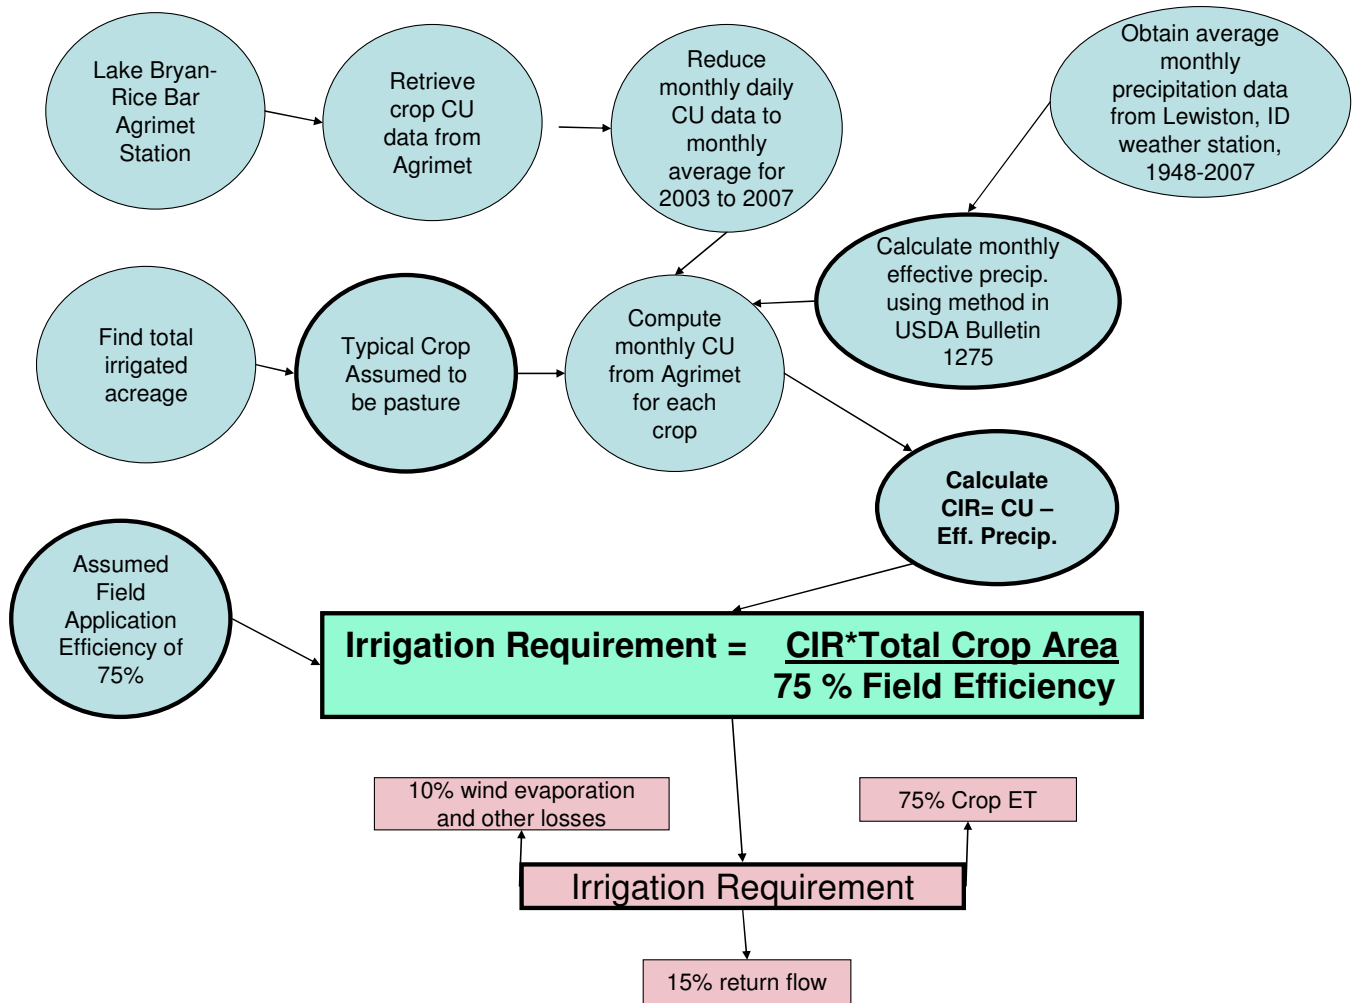 Lake Bryan-
Rice Bar
Agrimet
Station
Retrieve
crop CU
data from
Agrimet
Reduce
monthly daily
CU data to
monthly
average for
2003 to 2007
Obtain average
monthly
precipitation data
from Lewiston, ID
weather station,
1948-2007
Calculate monthly
effective precip.
using method in
USDA Bulletin
1275
Find total
irrigated
acreage
Typical Crop
Assumed to
be pasture
Compute
monthly CU
from Agrimet
for each
crop
Calculate
CIR= CU –
Eff. Precip.
Assumed
Field
Application
Efficiency of
75%
Irrigation Requirement = CIR*Total Crop Area
75 % Field Efficiency
10% wind evaporation
and other losses
75% Crop ET
Irrigation Requirement
15% return flow